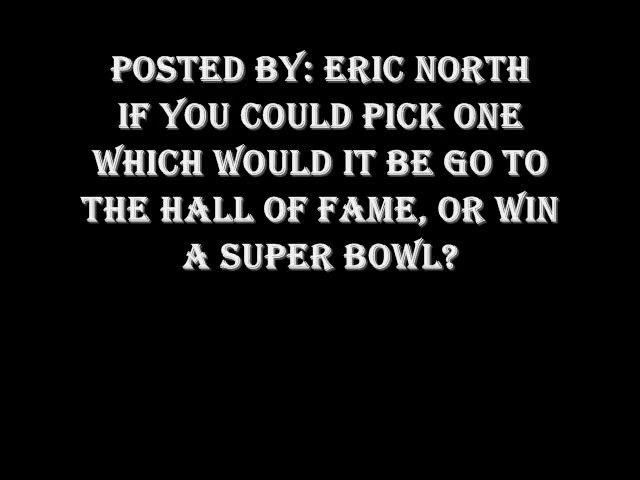 Posted by: Eric North
If you could pick one
which would it be go to
the Hall of Fame, or win
a Super Bowl?